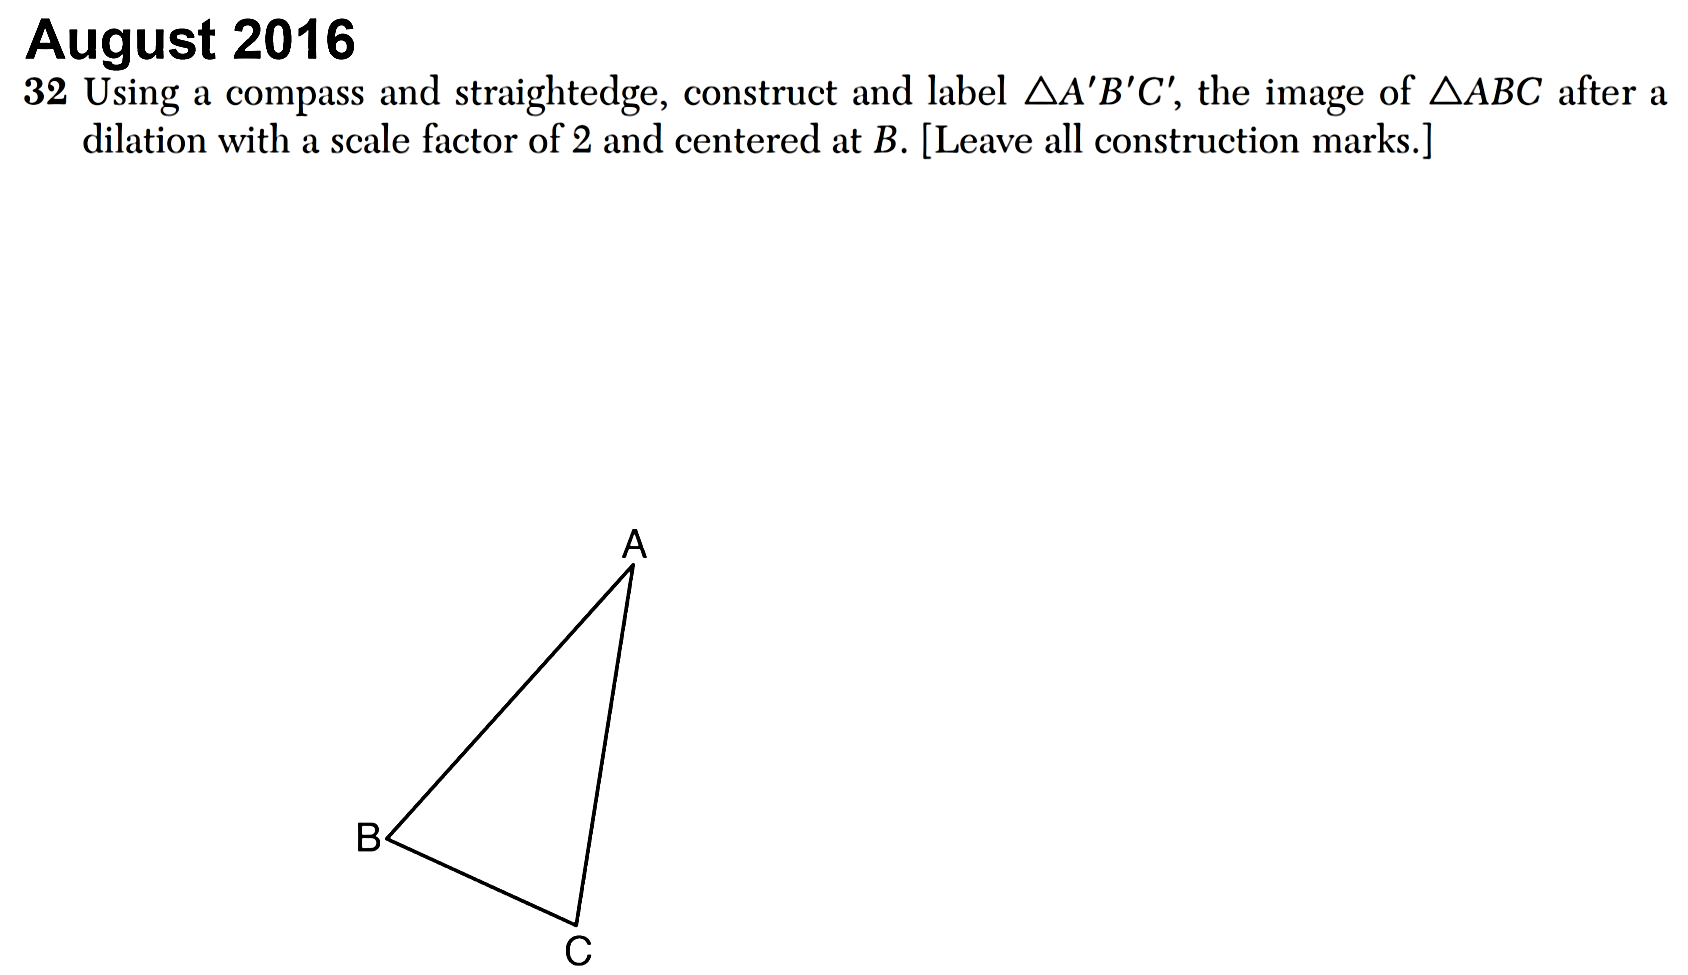 August 2016
32 Using a compass and straightedge, construct and label △A′B′C′, the image of △ABC after a
dilation with a scale factor of 2 and centered at B. [Leave all construction marks.]
A
B
C